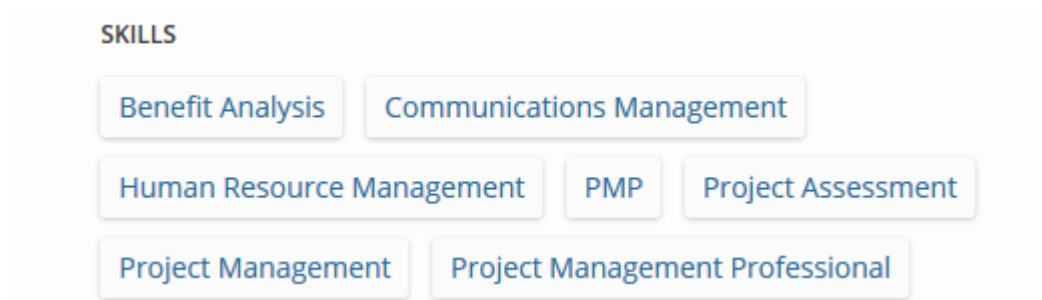 SKILLS
Benefit Analysis Communications Management
Human Resource Management PMP Project Assessment
Project Management Project Management Professional